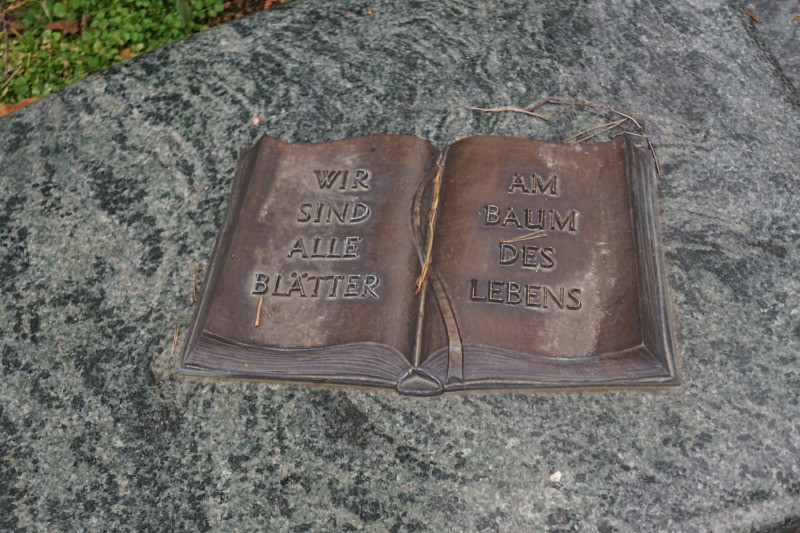 WIR
SIND
ALLE
BLÄTTER
AM
BAUM
DES
LEBENS